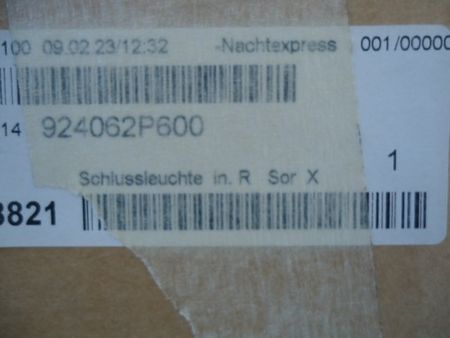 100 09.02.23/12:32 -Nachtexpress 001/00000
14 924062P600
Schlussleuchte in. R Sor X 1
3821